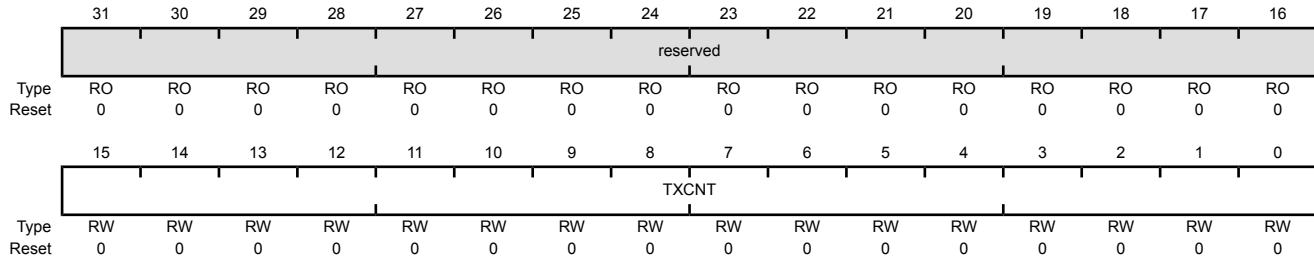 31 30 29 28 27 26 25 24 23 22 21 20 19 18 17 16
reserved
Type RO RO RO RO RO RO RO RO RO RO RO RO RO RO RO RO
Reset 0 0 0 0 0 0 0 0 0 0 0 0 0 0 0 0
15 14 13 12 11 10 9 8 7 6 5 4 3 2 1 0
TXCNT
Type RW RW RW RW RW RW RW RW RW RW RW RW RW RW RW RW
Reset 0 0 0 0 0 0 0 0 0 0 0 0 0 0 0 0